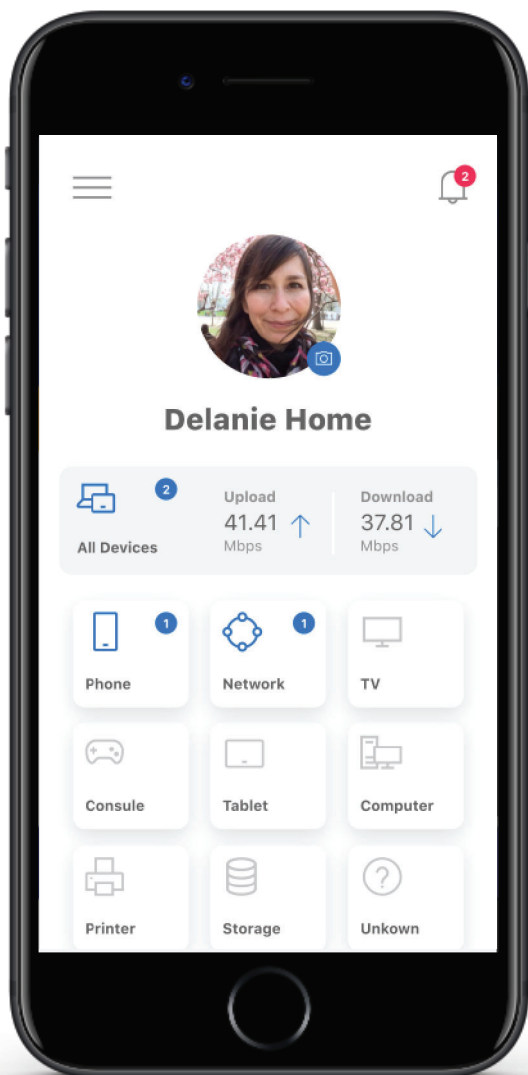 2
Delanie Home
2
All Devices
Upload
41.41
Mbps
Download
37.81
Mbps
1
Phone
1
Network
TV
Consule
Tablet
Computer
Printer
Storage
Unkown